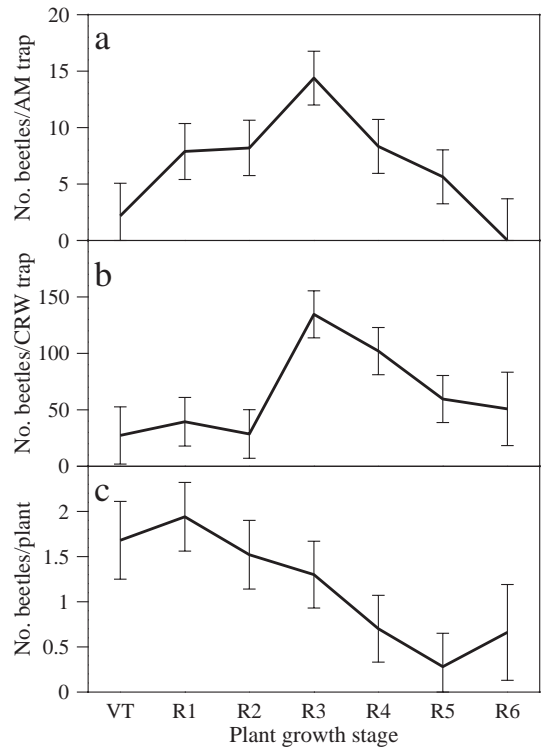 a
No. beetles/AM trap
20
15
10
5
0
b
No. beetles/CRW trap
150
100
50
0
c
No. beetles/plant
2
1.5
1
0.5
0
VT R1 R2 R3 R4 R5 R6
Plant growth stage